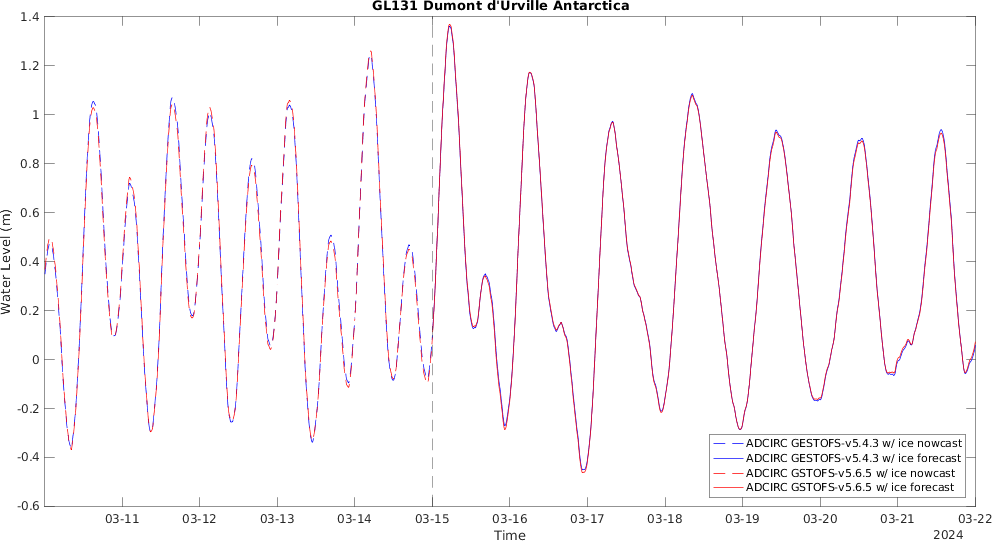 GL131 Dumont d'Urville Antarctica
1.4
1.2
1
0.8
0.6
0.4
0.2
0
-0.2
-0.4
-0.6
Water Level (m)
ADCIRC GESTOFS-v5.4.3 w/ ice nowcast
ADCIRC GESTOFS-v5.4.3 w/ ice forecast
ADCIRC GSTOFS-v5.6.5 w/ ice nowcast
ADCIRC GSTOFS-v5.6.5 w/ ice forecast
03-11 03-12 03-13 03-14 03-15 03-16 03-17 03-18 03-19 03-20 03-21 03-22
Time
2024